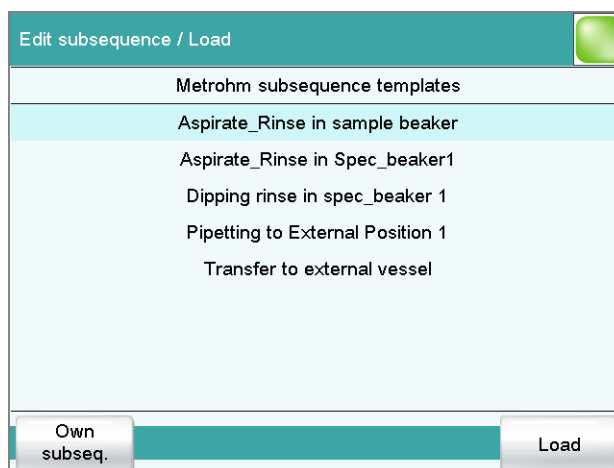 Edit subsequence / Load
Metrohm subsequence templates
Aspirate_Rinse in sample beaker
Aspirate_Rinse in Spec_beaker1
Dipping rinse in spec_beaker 1
Pipetting to External Position 1
Transfer to external vessel
Own
subseq.
Load